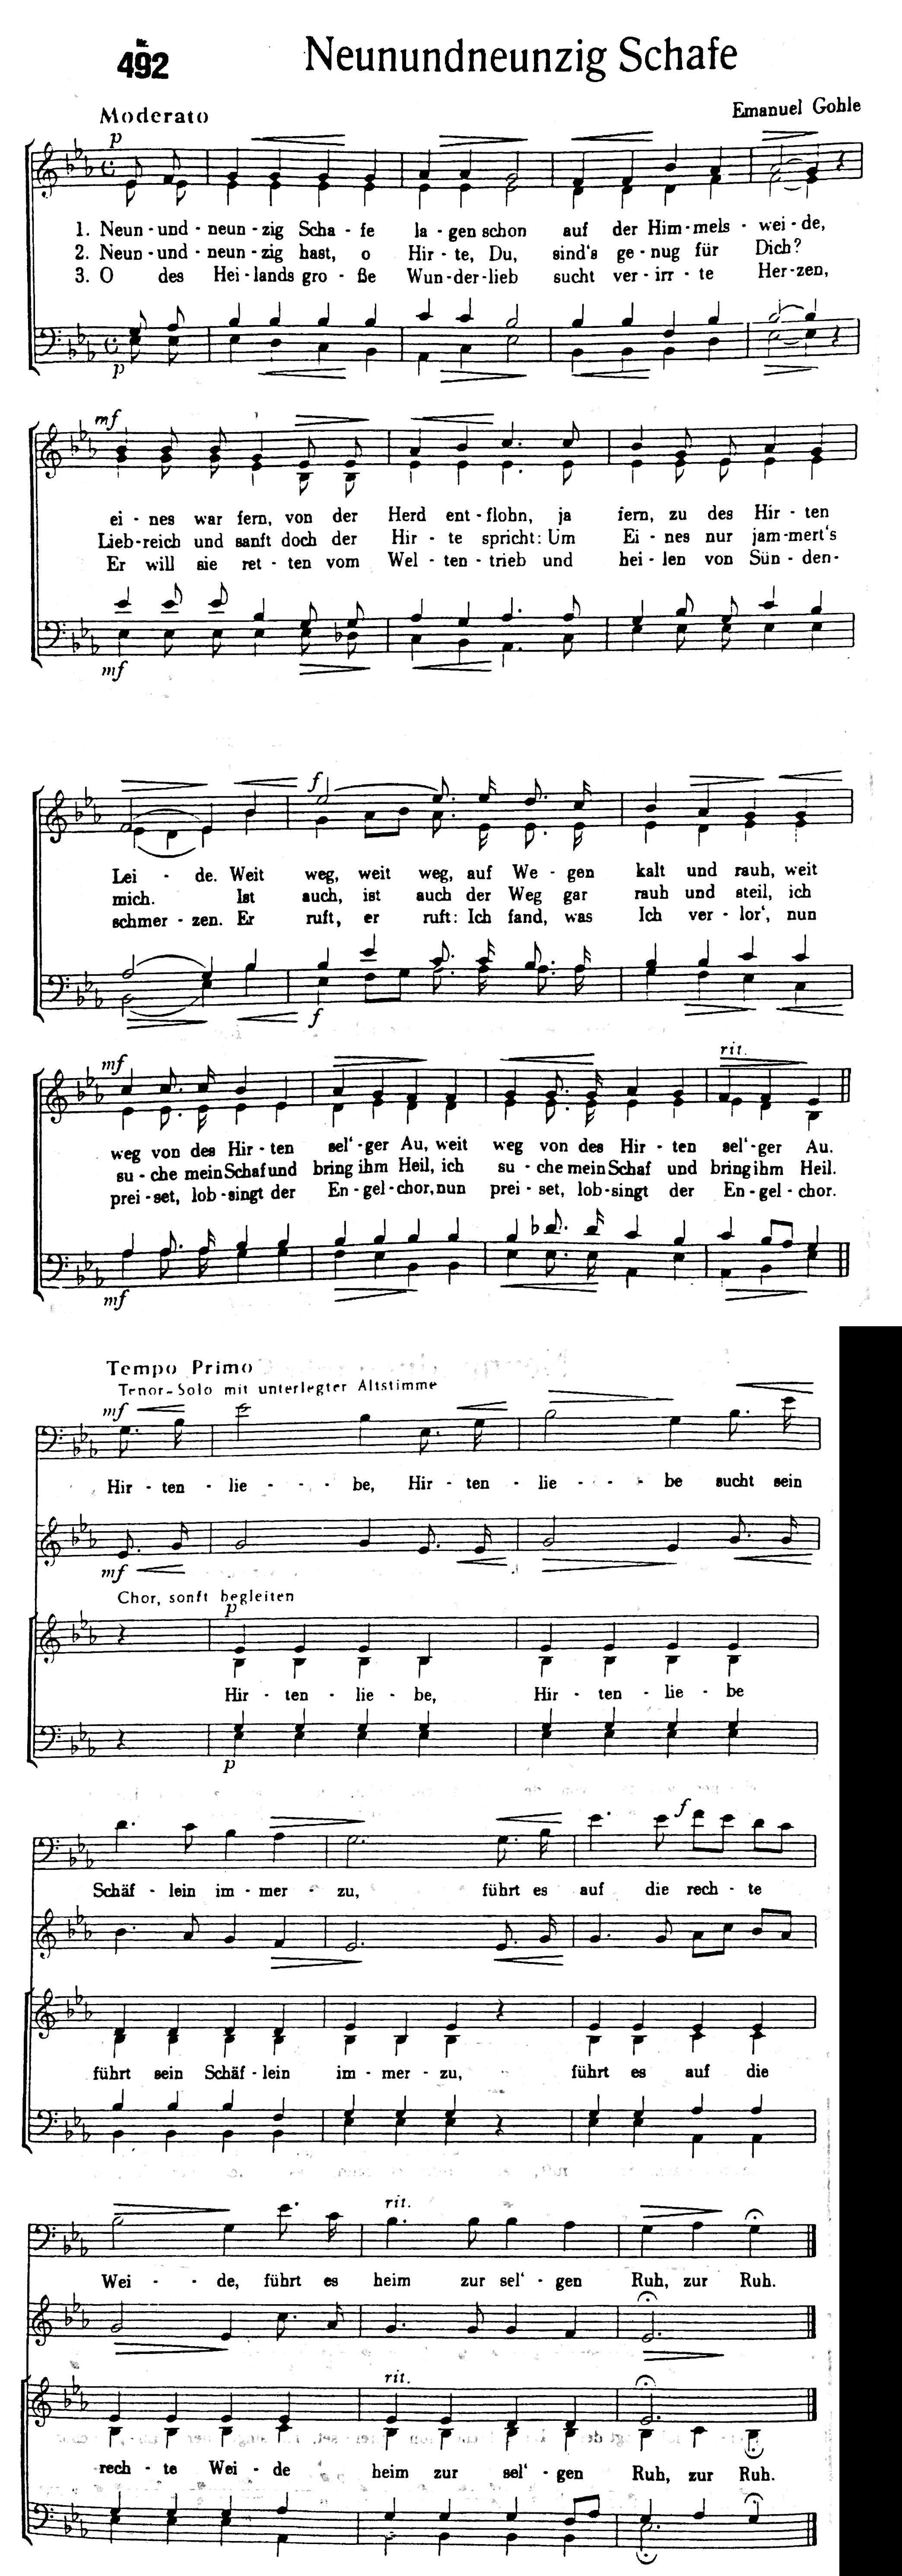 Nr.
492
Neunundneunzig Schafe
Moderato
Emanuel Gohle
p
1. Neun-und-neun-zig Scha-fe la-gen schon auf der Him-mels-wei-de,
2. Neun-und-neun-zig hast, o Hir-te, Du, sind's ge-nug für Dich?
3. O des Hei-lands gro-ße Wun-der-lieb sucht ver-irr-te Her-zen,
p
mf
ei-nes war fern, von der Herd ent-flohn, ja fern, zu des Hir-ten
Lieb-reich und sanft doch der Hir-te spricht: Um Ei-nes nur jam-mert's
Er will sie ret-ten vom Wel-ten-trieb und hei-len von Sün-den-
mf
f
Lei-de. Weit weg, weit weg, auf We-gen kalt und rauh, weit
mich. Ist auch, ist auch der Weg gar rauh und steil, ich
schmer-zen. Er ruft, er ruft: Ich fand, was Ich ver-lor', nun
f
mf
rit.
weg von des Hir-ten sel'-ger Au, weit weg von des Hir-ten sel'-ger Au.
su-che mein Schaf und bring ihm Heil, ich su-che mein Schaf und bring ihm Heil.
prei-set, lob-singt der En-gel-chor, nun prei-set, lob-singt der En-gel-chor.
mf
Tempo Primo
Tenor-Solo mit unterlegter Altstimme
mf
Hir-ten-lie---be, Hir-ten-lie---be sucht sein
mf
Chor, sonft begleiten
p
Hir-ten-lie-be, Hir-ten-lie-be
p
Schäf-lein im-mer-zu, führt es auf die rech-te
f
führt sein Schäf-lein im-mer-zu, führt es auf die
rit.
Wei--de, führt es heim zur sel'-gen Ruh, zur Ruh.
rit.
rech-te Wei-de heim zur sel'-gen Ruh, zur Ruh.